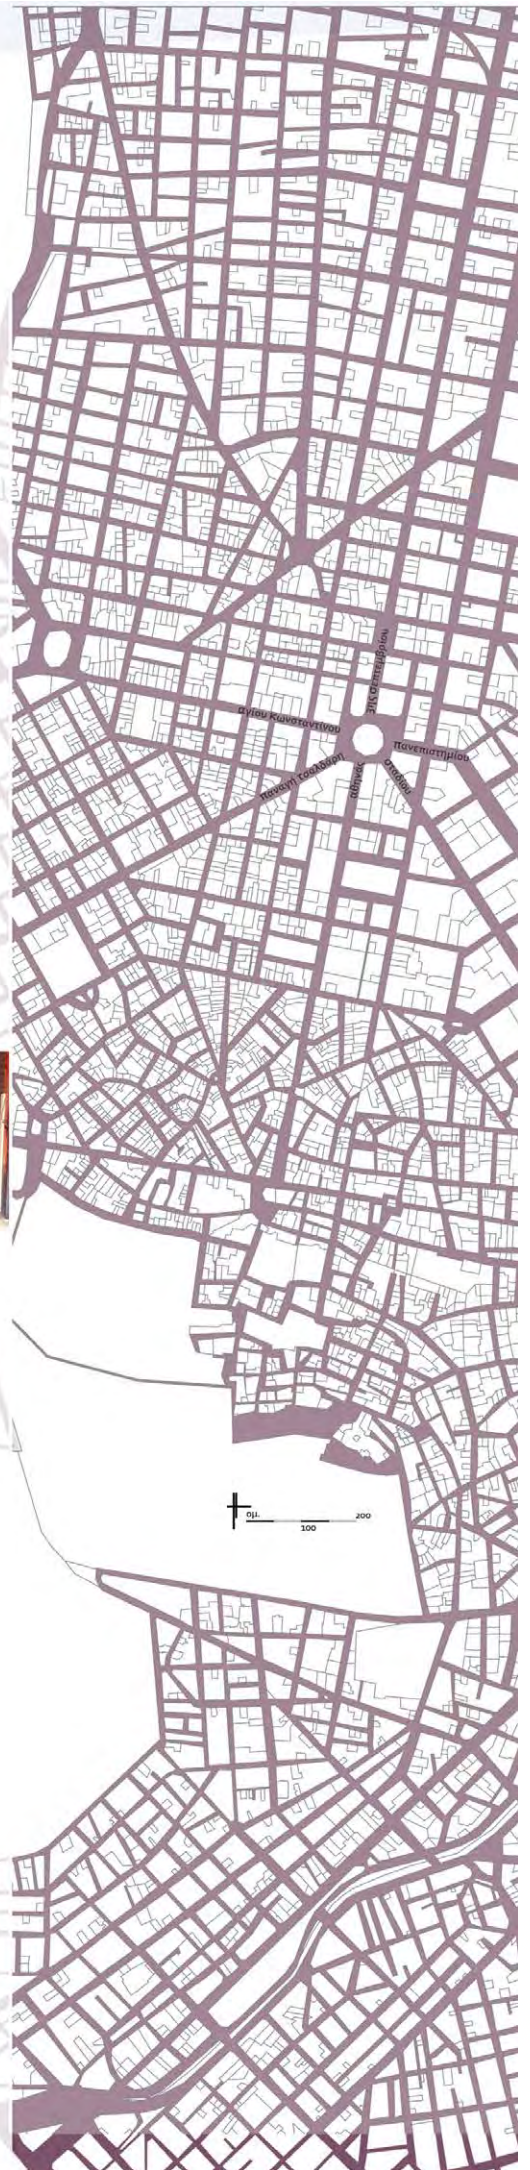 3ης Σεπτεμβρίου
αγίου Κωνσταντίνου
πανεπιστημίου
παναγή τσαλδάρη
αθηνάς
σταδίου
0μ.
200
100